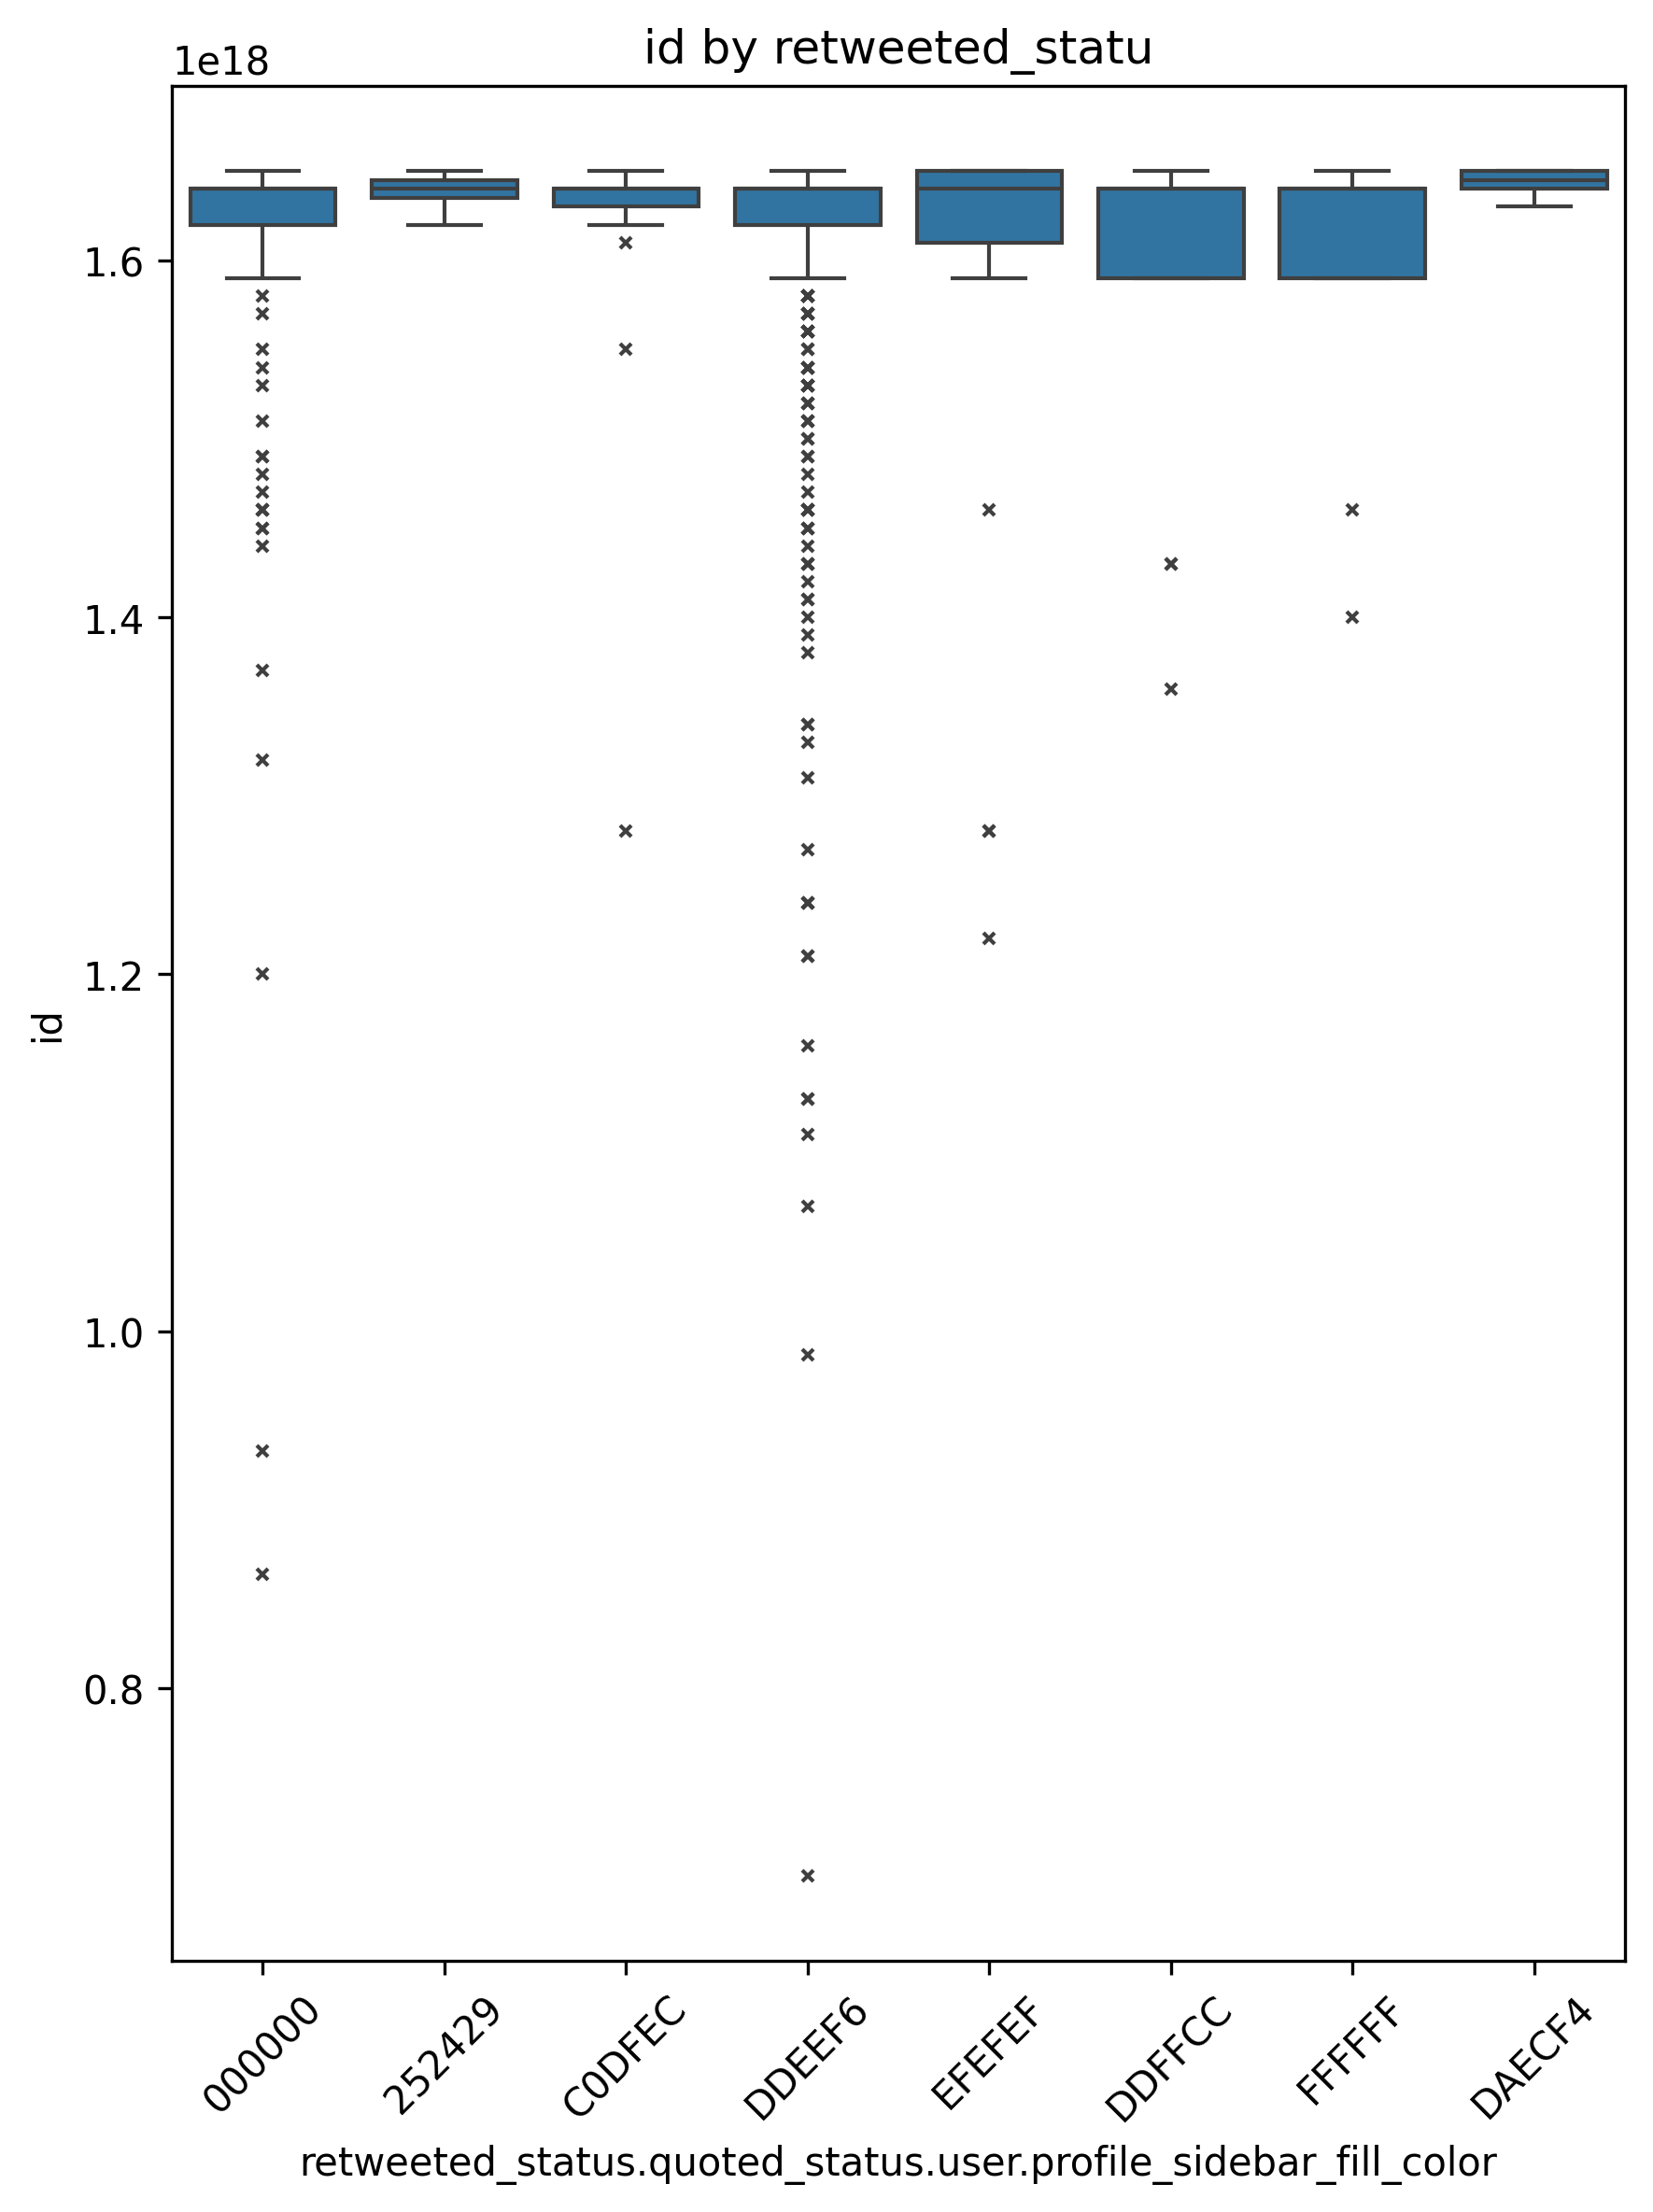 id by retweeted_statu
1e18
1.6
1.4
1.2
1.0
0.8
id
000000
252429
C0DFEC
DDEEF6
EFEFEF
DDFFCC
FFFFFF
DAECF4
retweeted_status.quoted_status.user.profile_sidebar_fill_color